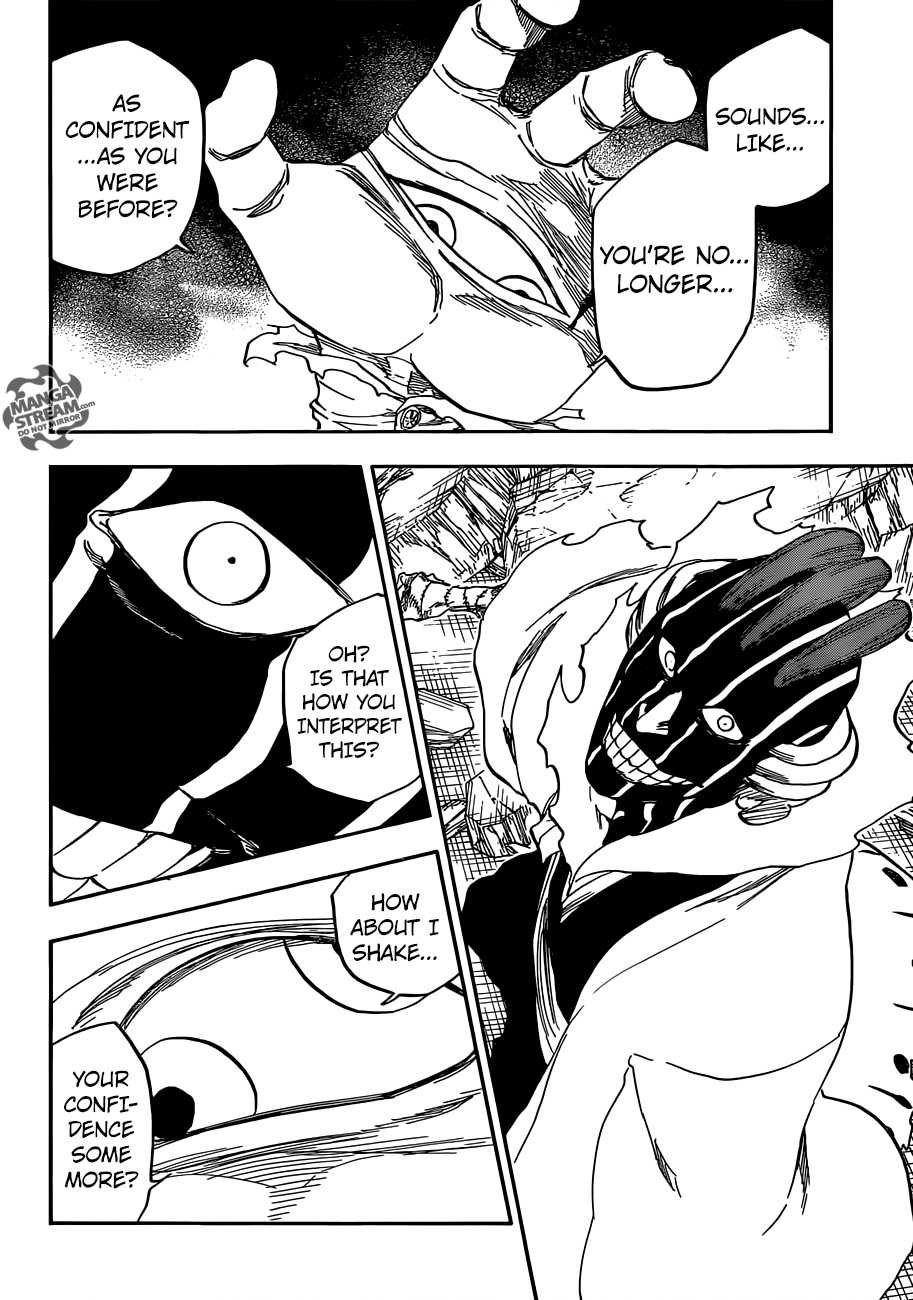 SOUNDS...
LIKE...
YOU'RE NO...
LONGER...
AS
CONFIDENT
...AS YOU
WERE
BEFORE?
MANGA
STREAM.com
DO NOT MIRROR
OH?
IS THAT
HOW YOU
INTERPRET
THIS?
HOW
ABOUT I
SHAKE...
YOUR
CONFI-
DENCE
SOME
MORE?